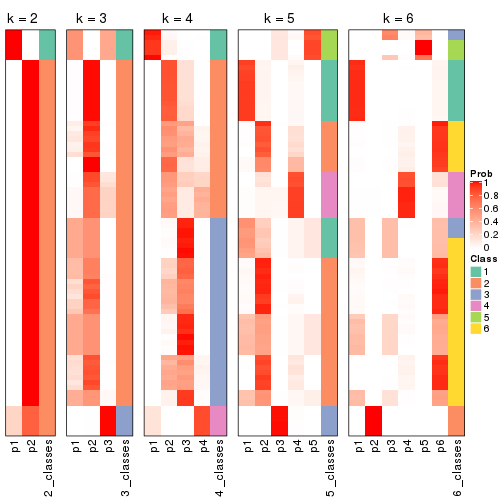 k = 2
k = 3
k = 4
k = 5
k = 6
Prob
1
0.8
0.6
0.4
0.2
0
Class
1
2
3
4
5
6
p1
p2
2_classes
p1
p2
p3
3_classes
p1
p2
p3
p4
4_classes
p1
p2
p3
p4
p5
5_classes
p1
p2
p3
p4
p5
p6
6_classes